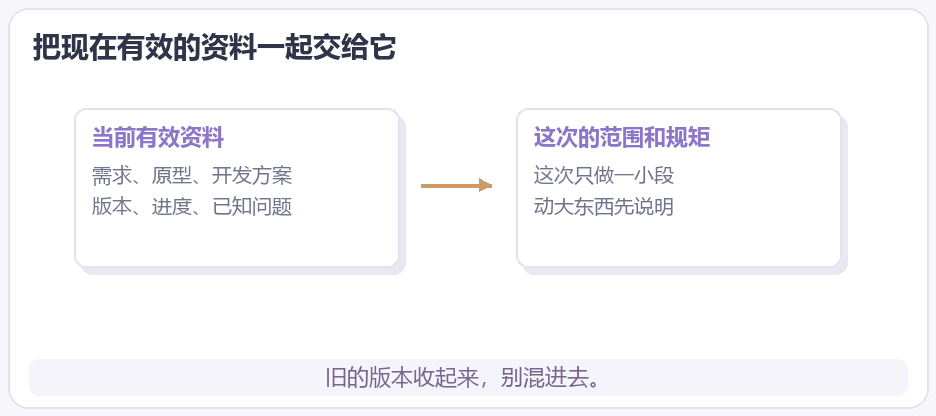 把现在有效的资料一起交给它
当前有效资料
需求、原型、开发方案
版本、进度、已知问题
这次的范围和规矩
这次只做一小段
动大东西先说明
旧的版本收起来，别混进去。